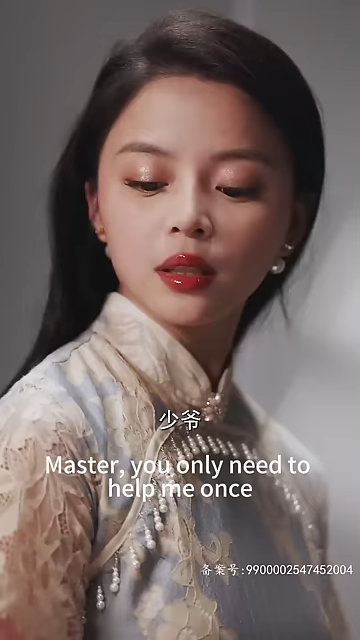 少爷
Master, you only need to
help me once
备案号:9900002547452004